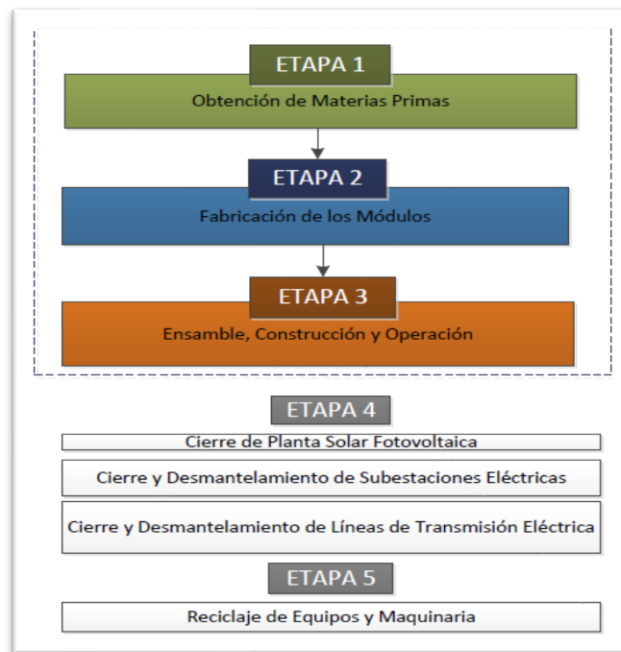 ETAPA 1
Obtención de Materias Primas
ETAPA 2
Fabricación de los Módulos
ETAPA 3
Ensamble, Construcción y Operación
ETAPA 4
Cierre de Planta Solar Fotovoltaica
Cierre y Desmantelamiento de Subestaciones Eléctricas
Cierre y Desmantelamiento de Líneas de Transmisión Eléctrica
ETAPA 5
Reciclaje de Equipos y Maquinaria